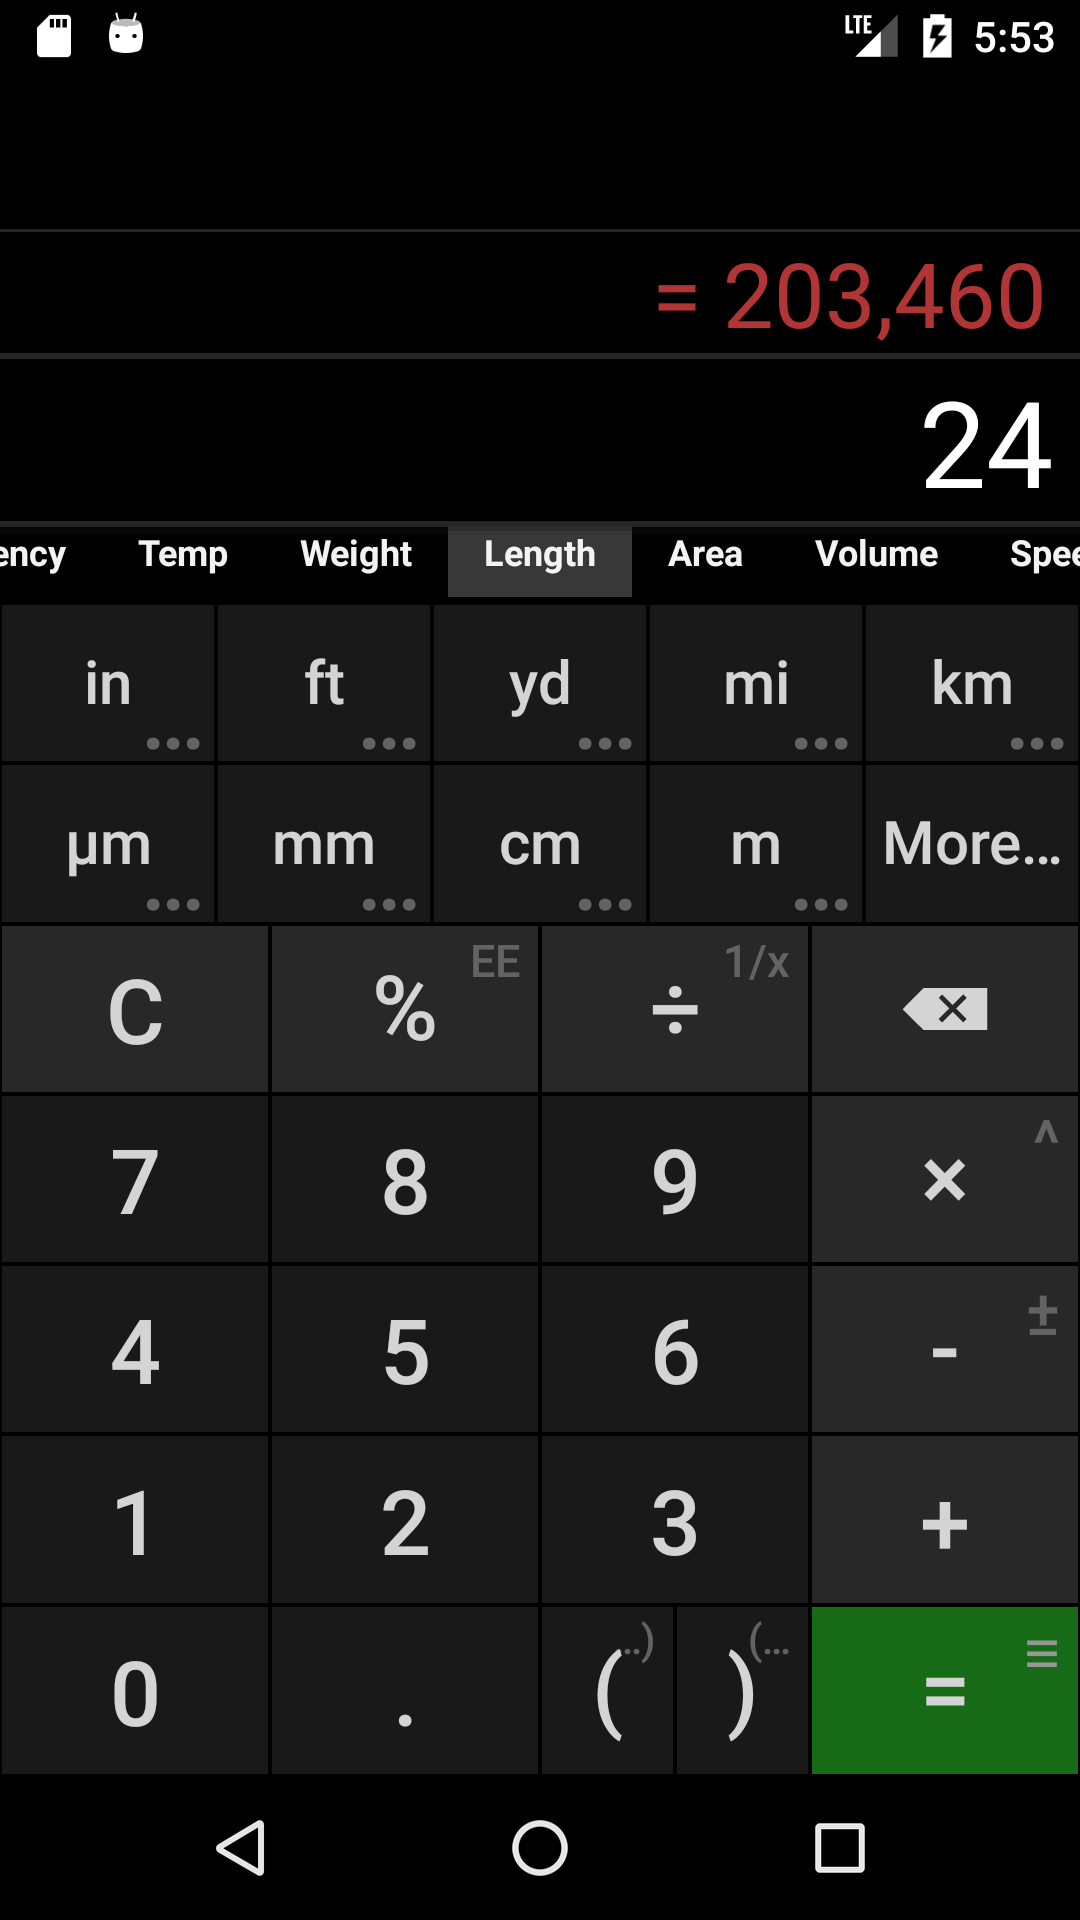 LTE 5:53
= 203,460
24
ency Temp Weight Length Area Volume Spee
in ft yd mi km
µm mm cm m More...
C % EE ÷ 1/x
7 8 9 × ^
4 5 6 - ±
1 2 3 +
0 . ( ..) ) (... =